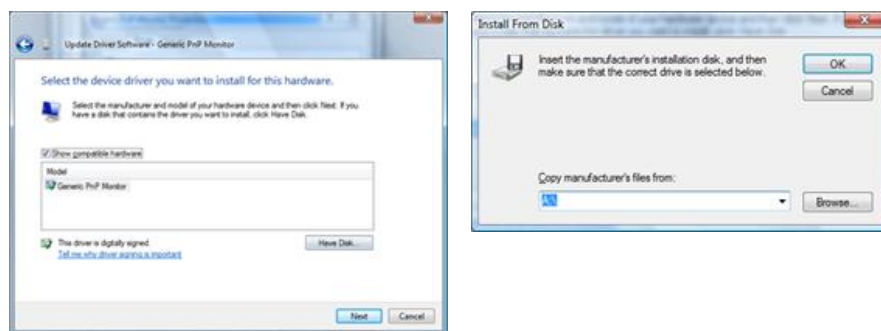 Update Driver Software - Generic PnP Monitor
Select the device driver you want to install for this hardware.
Select the manufacturer and model of your hardware device and then click Next. If you
have a disk that contains the driver you want to install, click Have Disk.
Show compatible hardware
Model
Generic PnP Monitor
This driver is digitally signed.
Have Disk...
Tell me why driver signing is important
Next
Cancel
Install From Disk
Insert the manufacturer's installation disk, and then
make sure that the correct drive is selected below.
OK
Cancel
Copy manufacturer's files from:
A:\
Browse...